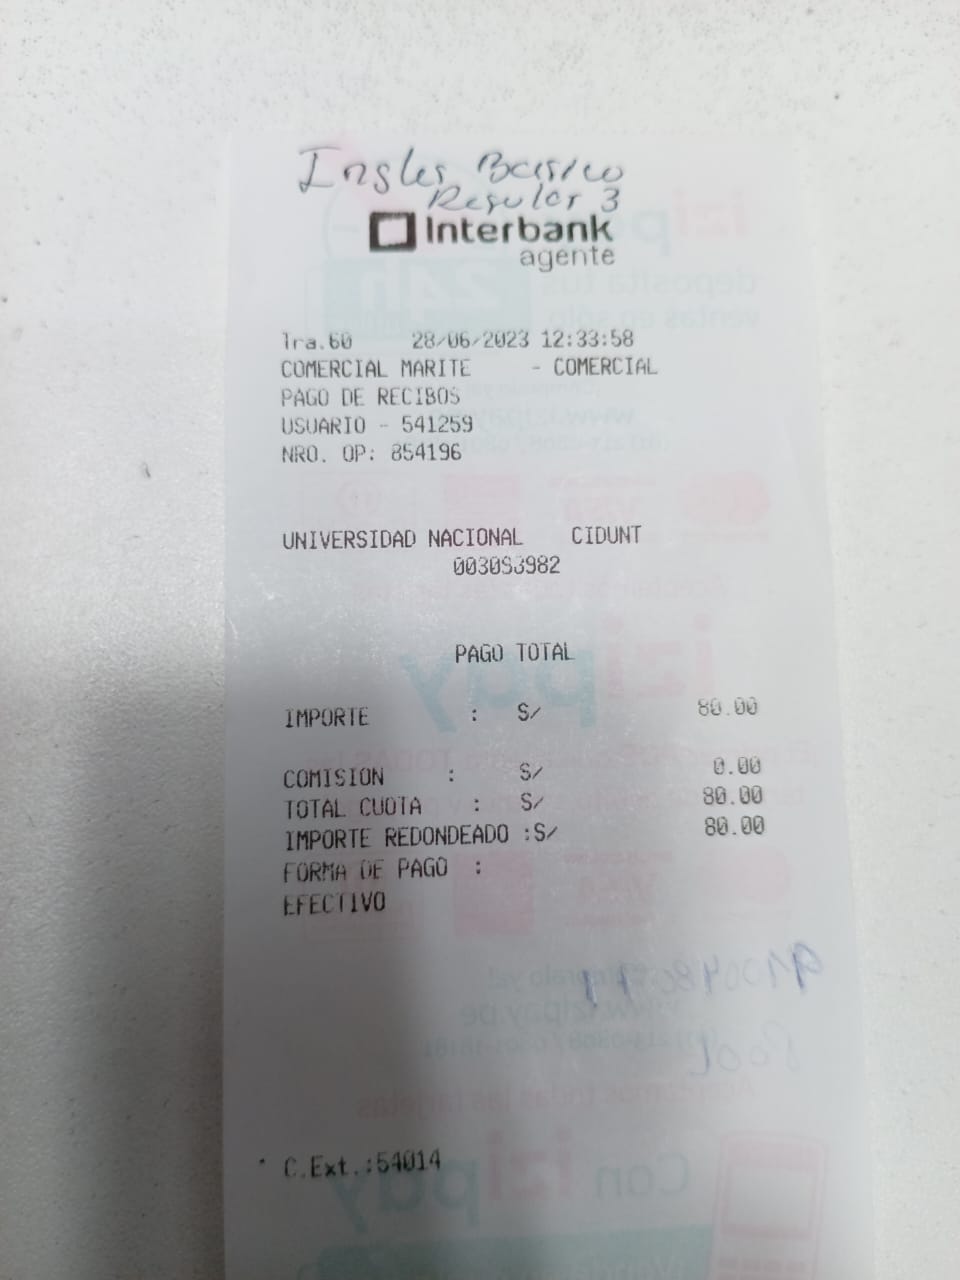 Ingles Basico
Regular 3
Interbank
agente
Tra.60 28/06/2023 12:33:58
COMERCIAL MARITE - COMERCIAL
PAGO DE RECIBOS
USUARIO - 541259
NRO. OP: 854196
UNIVERSIDAD NACIONAL CIDUNT
PAGO TOTAL
IMPORTE : S/ 80.00
COMISION : S/ 0.00
TOTAL CUOTA : S/ 80.00
IMPORTE REDONDEADO :S/ 80.00
FORMA DE PAGO :
EFECTIVO
C.Ext.:54014